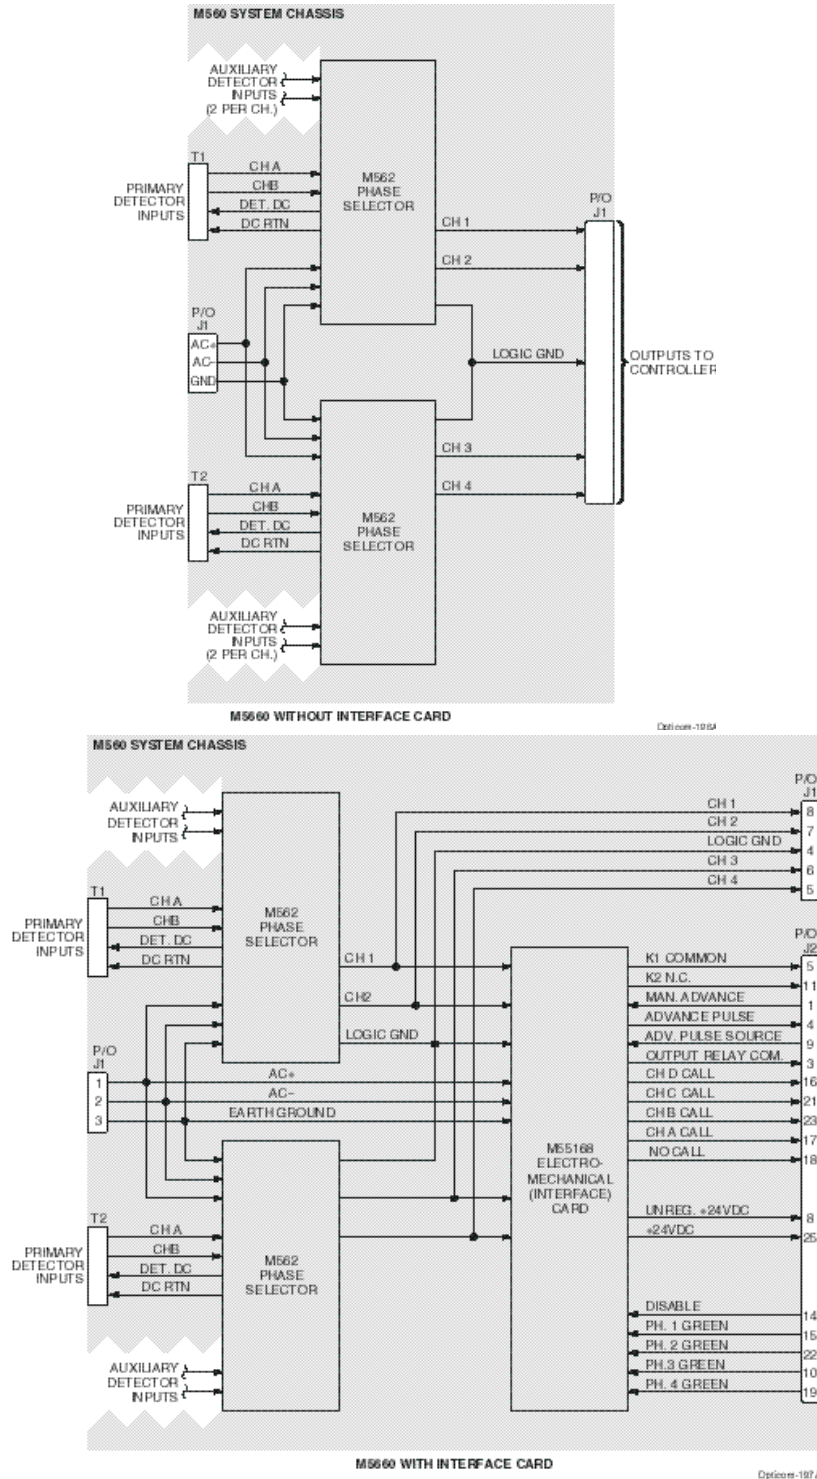 M560 SYSTEM CHASSIS
AUXILIARY
DETECTOR
INPUTS
(2 PER CH.)
T1
PRIMARY
DETECTOR
INPUTS
CH A
CHB
DET. DC
DC RTN
M562
PHASE
SELECTOR
CH 1
CH 2
P/O
J1
P/O
J1
AC+
AC-
GND
LOGIC GND
OUTPUTS TO
CONTROLLER
CH 3
CH 4
T2
PRIMARY
DETECTOR
INPUTS
CH A
CHB
DET. DC
DC RTN
M562
PHASE
SELECTOR
AUXILIARY
DETECTOR
INPUTS
(2 PER CH.)
M5660 WITHOUT INTERFACE CARD
Opticom-196A
M560 SYSTEM CHASSIS
AUXILIARY
DETECTOR
INPUTS
P/O
J1
CH 1 8
CH 2 7
LOGIC GND 4
CH 3 6
CH 4 5
T1
PRIMARY
DETECTOR
INPUTS
CH A
CHB
DET. DC
DC RTN
M562
PHASE
SELECTOR
CH 1
CH2
LOGIC GND
P/O
J2
K1 COMMON 5
K2 N.C. 11
MAN. ADVANCE 1
ADVANCE PULSE 4
ADV. PULSE SOURCE 9
OUTPUT RELAY COM. 3
CH D CALL 16
CH C CALL 21
CH B CALL 23
CH A CALL 17
NO CALL 18
UNREG. +24VDC 8
+24VDC 25
DISABLE 14
PH. 1 GREEN 15
PH. 2 GREEN 22
PH.3 GREEN 10
PH. 4 GREEN 19
P/O
J1
1 AC+
2 AC-
3 EARTH GROUND
M55168
ELECTRO-
MECHANICAL
(INTERFACE)
CARD
T2
PRIMARY
DETECTOR
INPUTS
CH A
CHB
DET. DC
DC RTN
M562
PHASE
SELECTOR
AUXILIARY
DETECTOR
INPUTS
M5660 WITH INTERFACE CARD
Opticom-197A